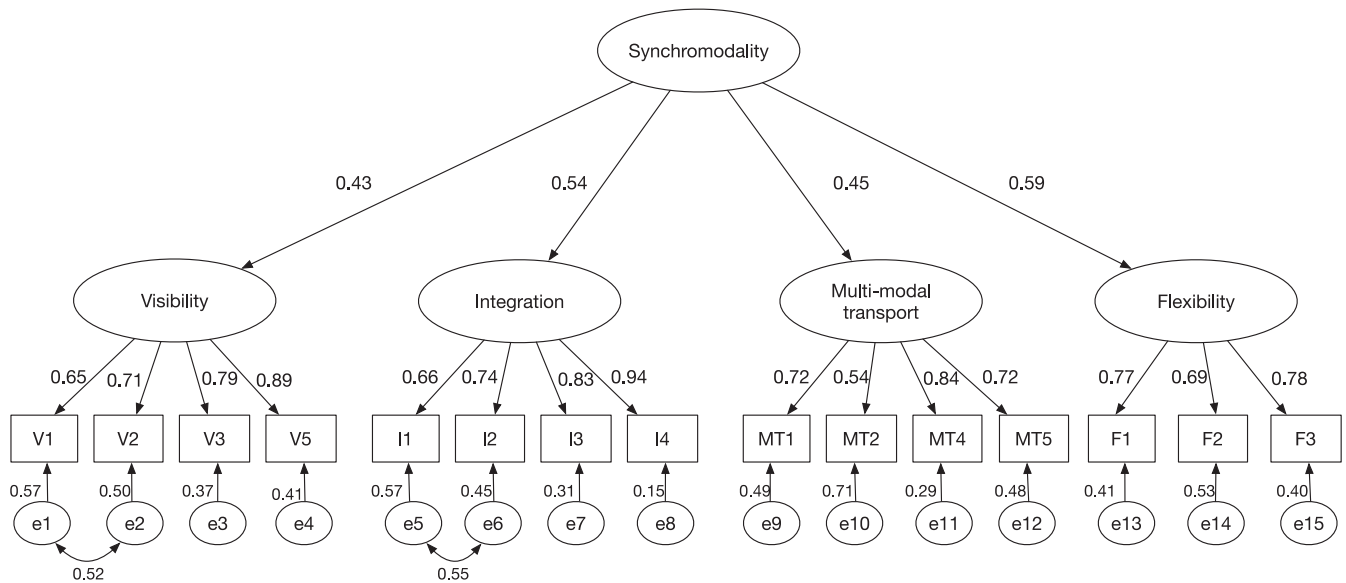 Synchromodality
0.43 0.54 0.45 0.59
Visibility Integration Multi-modal transport Flexibility
0.65 0.71 0.79 0.89 0.66 0.74 0.83 0.94 0.72 0.54 0.84 0.72 0.77 0.69 0.78
V1 V2 V3 V5 I1 I2 I3 I4 MT1 MT2 MT4 MT5 F1 F2 F3
0.57 0.50 0.37 0.41 0.57 0.45 0.31 0.15 0.49 0.71 0.29 0.48 0.41 0.53 0.40
e1 e2 e3 e4 e5 e6 e7 e8 e9 e10 e11 e12 e13 e14 e15
0.52 0.55